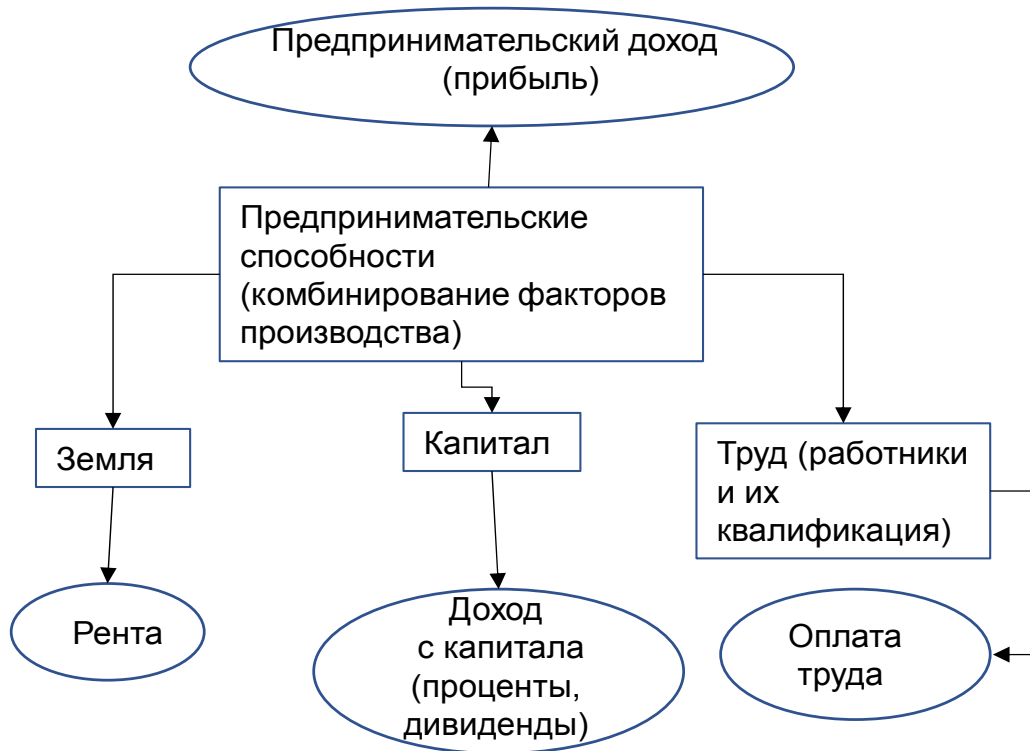 Предпринимательский доход
(прибыль)
Предпринимательские
способности
(комбинирование факторов
производства)
Земля
Капитал
Труд (работники
и их
квалификация)
Рента
Доход
с капитала
(проценты,
дивиденды)
Оплата
труда